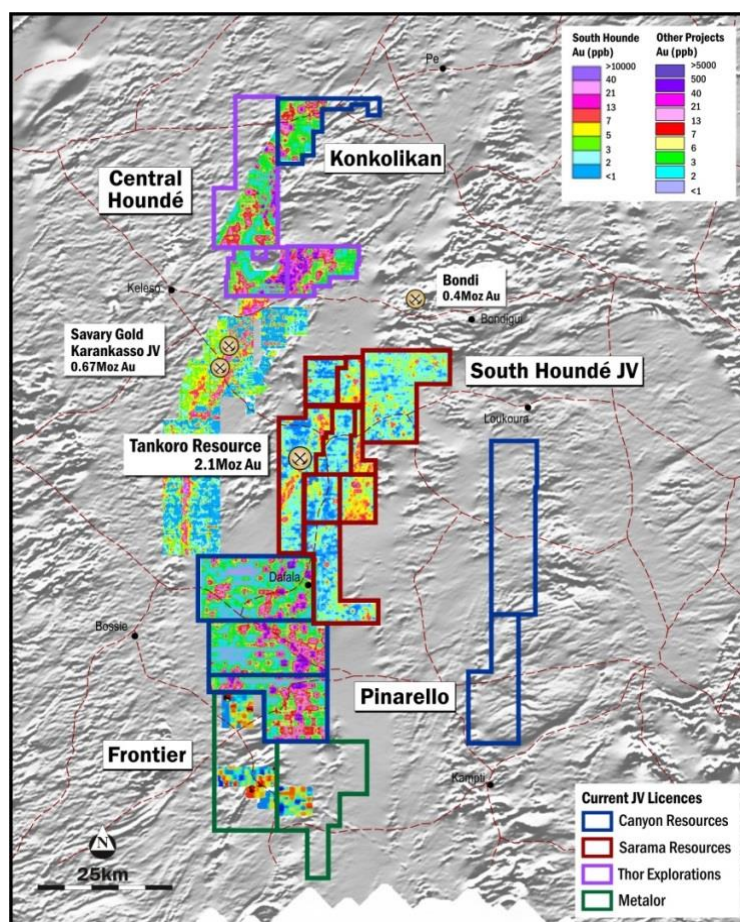 South Hounde
Au (ppb)
>10000
40
21
13
7
5
3
2
<1
Other Projects
Au (ppb)
>5000
500
40
21
13
7
6
3
2
<1
Pe
Konkolikan
Central
Houndé
Keleso
Bondi
0.4Moz Au
Bondigui
Savary Gold
Karankasso JV
0.67Moz Au
South Houndé JV
Loukoura
Tankoro Resource
2.1Moz Au
Dafala
Bossie
Pinarello
Frontier
Kampti
N
25km
Current JV Licences
Canyon Resources
Sarama Resources
Thor Explorations
Metalor